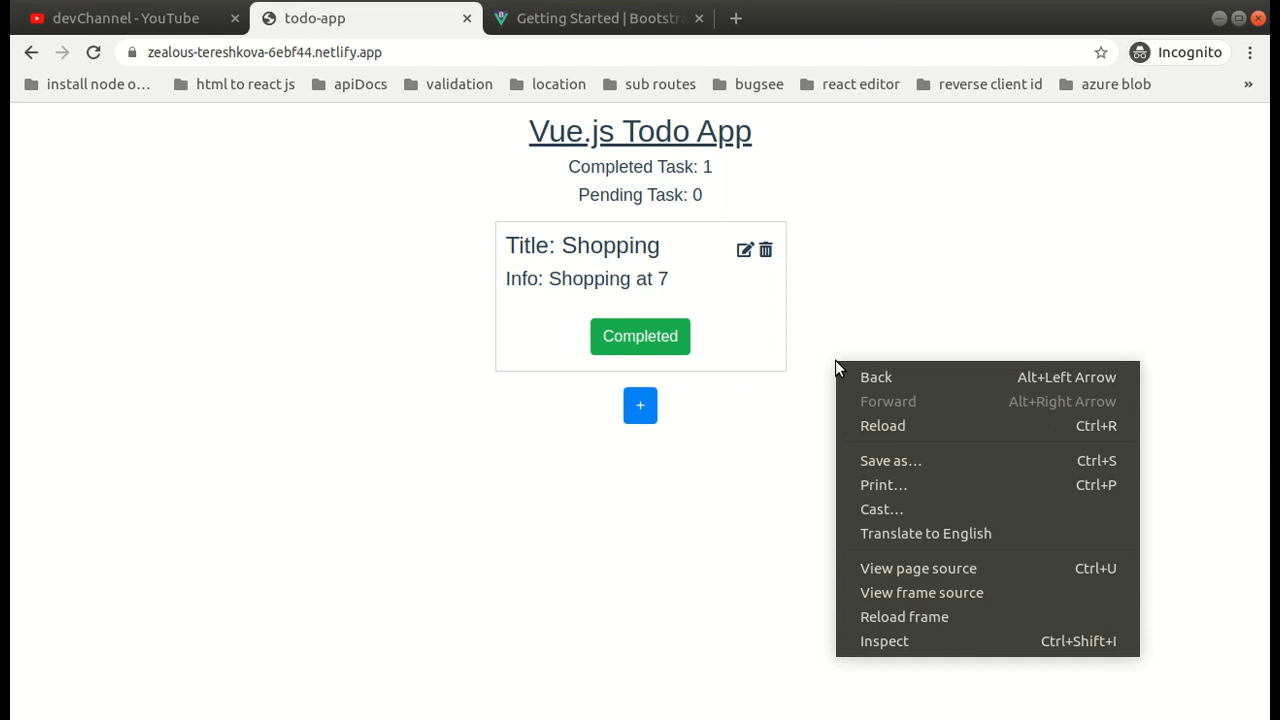 devChannel - YouTube
todo-app
Getting Started | Bootstra
zealous-tereshkova-6ebf44.netlify.app
Incognito
install node o…
html to react js
apiDocs
validation
location
sub routes
bugsee
react editor
reverse client id
azure blob
»
Vue.js Todo App
Completed Task: 1
Pending Task: 0
Title: Shopping
Info: Shopping at 7
Completed
+
Back Alt+Left Arrow
Forward Alt+Right Arrow
Reload Ctrl+R
Save as… Ctrl+S
Print… Ctrl+P
Cast…
Translate to English
View page source Ctrl+U
View frame source
Reload frame
Inspect Ctrl+Shift+I